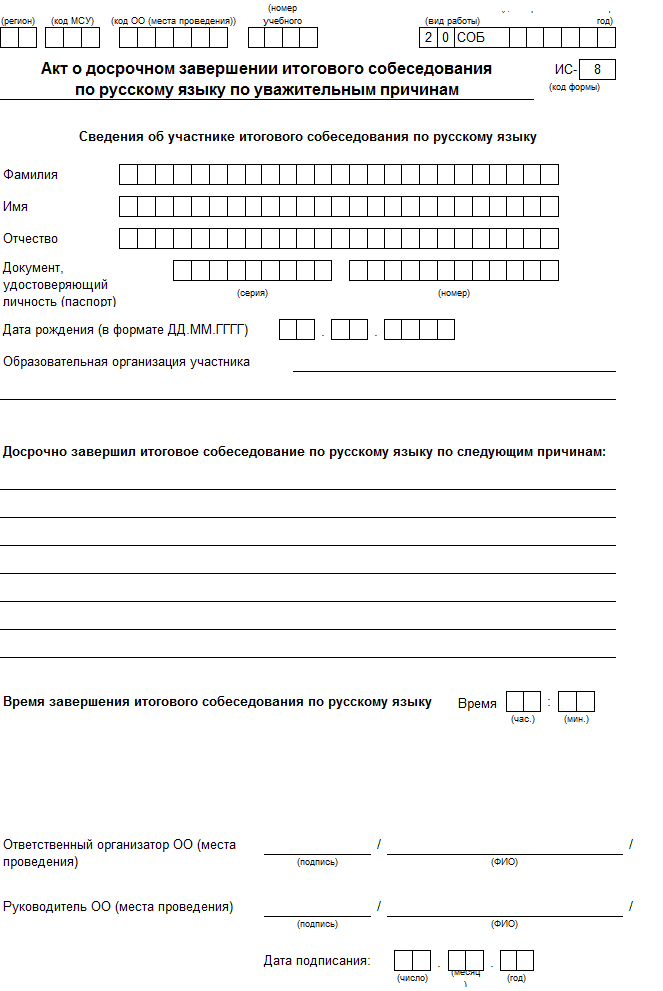 (номер
(регион) (код МСУ) (код ОО (места проведения)) учебного (вид работы) год)
2 0 СОБ
Акт о досрочном завершении итогового собеседования
по русскому языку по уважительным причинам
ИС- 8
(код формы)
Сведения об участнике итогового собеседования по русскому языку
Фамилия
Имя
Отчество
Документ,
удостоверяющий
личность (паспорт)
(серия) (номер)
Дата рождения (в формате ДД.ММ.ГГГГ) . .
Образовательная организация участника
Досрочно завершил итоговое собеседование по русскому языку по следующим причинам:
Время завершения итогового собеседования по русскому языку Время :
(час.) (мин.)
Ответственный организатор ОО (места
проведения)
/ /
(подпись) (ФИО)
Руководитель ОО (места проведения) / /
(подпись) (ФИО)
Дата подписания: . .
(число) (месяц
) (год)